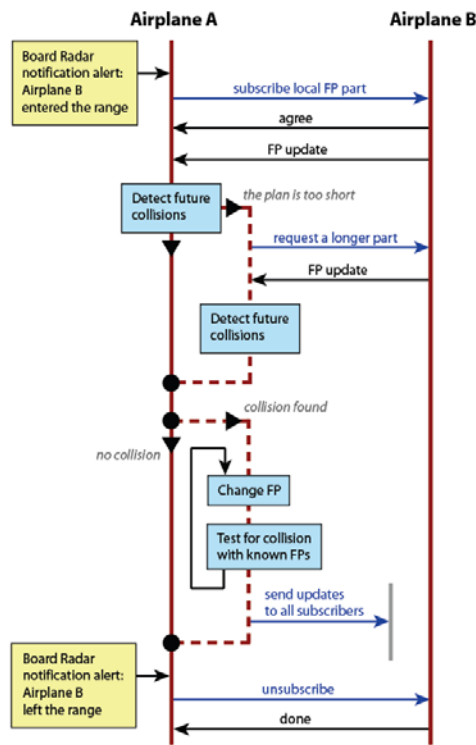 Airplane A
Airplane B
Board Radar
notification alert:
Airplane B
entered the range
subscribe local FP part
agree
FP update
Detect future
collisions
the plan is too short
request a longer part
FP update
Detect future
collisions
collision found
no collision
Change FP
Test for collision
with known FPs
send updates
to all subscribers
Board Radar
notification alert:
Airplane B
left the range
unsubscribe
done